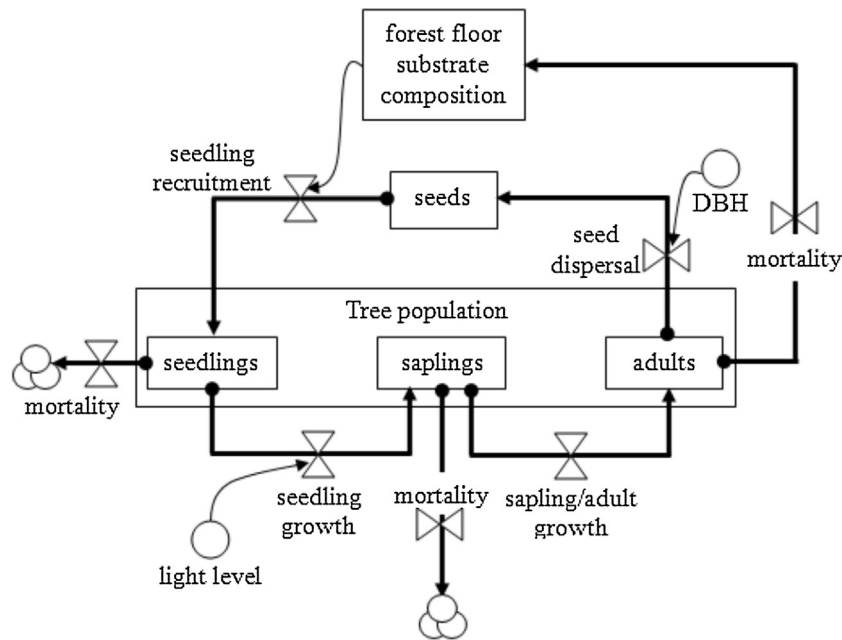 forest floor
substrate
composition
seedling
recruitment
seeds
DBH
seed
dispersal
mortality
Tree population
seedlings
saplings
adults
mortality
seedling
growth
mortality
sapling/adult
growth
light level